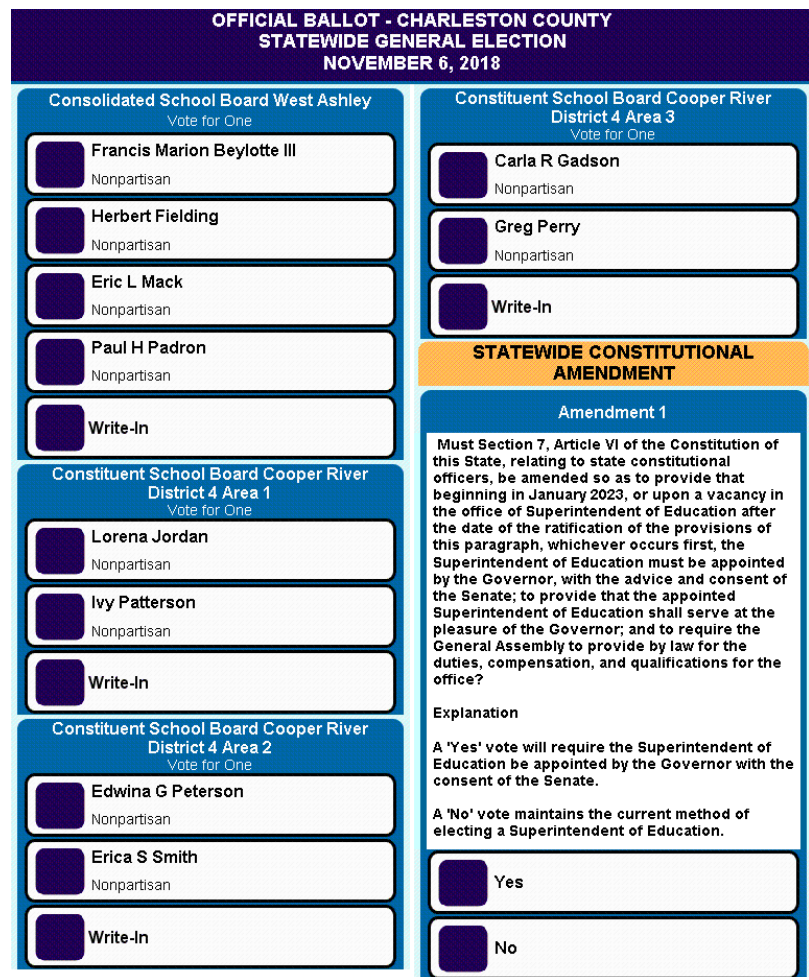 OFFICIAL BALLOT - CHARLESTON COUNTY
STATEWIDE GENERAL ELECTION
NOVEMBER 6, 2018
Consolidated School Board West Ashley
Vote for One
Francis Marion Beylotte III
Nonpartisan
Herbert Fielding
Nonpartisan
Eric L Mack
Nonpartisan
Paul H Padron
Nonpartisan
Write-In
Constituent School Board Cooper River
District 4 Area 1
Vote for One
Lorena Jordan
Nonpartisan
Ivy Patterson
Nonpartisan
Write-In
Constituent School Board Cooper River
District 4 Area 2
Vote for One
Edwina G Peterson
Nonpartisan
Erica S Smith
Nonpartisan
Write-In
Constituent School Board Cooper River
District 4 Area 3
Vote for One
Carla R Gadson
Nonpartisan
Greg Perry
Nonpartisan
Write-In
STATEWIDE CONSTITUTIONAL
AMENDMENT
Amendment 1
Must Section 7, Article VI of the Constitution of
this State, relating to state constitutional
officers, be amended so as to provide that
beginning in January 2023, or upon a vacancy in
the office of Superintendent of Education after
the date of the ratification of the provisions of
this paragraph, whichever occurs first, the
Superintendent of Education must be appointed
by the Governor, with the advice and consent of
the Senate; to provide that the appointed
Superintendent of Education shall serve at the
pleasure of the Governor; and to require the
General Assembly to provide by law for the
duties, compensation, and qualifications for the
office?
Explanation
A 'Yes' vote will require the Superintendent of
Education be appointed by the Governor with the
consent of the Senate.
A 'No' vote maintains the current method of
electing a Superintendent of Education.
Yes
No